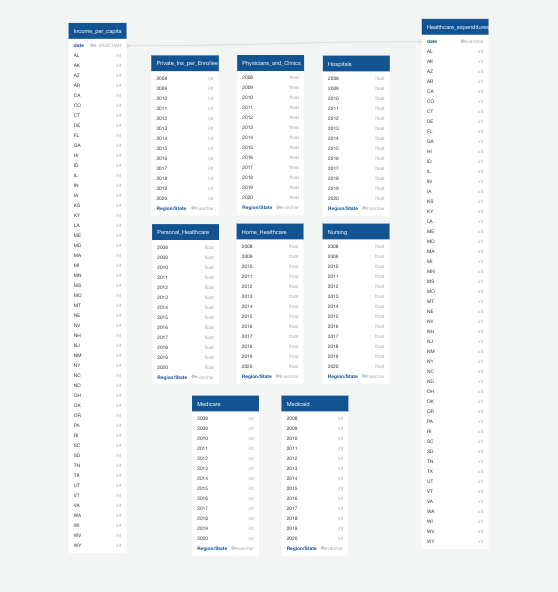 Income_per_capita
date VARCHAR
AL int
AK int
AZ int
AR int
CA int
CO int
CT int
DE int
FL int
GA int
HI int
ID int
IL int
IN int
IA int
KS int
KY int
LA int
ME int
MD int
MA int
MI int
MN int
MS int
MO int
MT int
NE int
NV int
NH int
NJ int
NM int
NY int
NC int
ND int
OH int
OK int
OR int
PA int
RI int
SC int
SD int
TN int
TX int
UT int
VT int
VA int
WA int
WI int
WV int
WY int
Private_Ins_per_Enrollee
2008 int
2009 int
2010 int
2011 int
2012 int
2013 int
2014 int
2015 int
2016 int
2017 int
2018 int
2019 int
2020 int
Region/State varchar
Physicians_and_Clinics
2008 float
2009 float
2010 float
2011 float
2012 float
2013 float
2014 float
2015 float
2016 float
2017 float
2018 float
2019 float
2020 float
Region/State varchar
Hospitals
2008 float
2009 float
2010 float
2011 float
2012 float
2013 float
2014 float
2015 float
2016 float
2017 float
2018 float
2019 float
2020 float
Region/State varchar
Personal_Healthcare
2008 float
2009 float
2010 float
2011 float
2012 float
2013 float
2014 float
2015 float
2016 float
2017 float
2018 float
2019 float
2020 float
Region/State varchar
Home_Healthcare
2008 float
2009 float
2010 float
2011 float
2012 float
2013 float
2014 float
2015 float
2016 float
2017 float
2018 float
2019 float
2020 float
Region/State varchar
Nursing
2008 float
2009 float
2010 float
2011 float
2012 float
2013 float
2014 float
2015 float
2016 float
2017 float
2018 float
2019 float
2020 float
Region/State varchar
Medicare
2008 int
2009 int
2010 int
2011 int
2012 int
2013 int
2014 int
2015 int
2016 int
2017 int
2018 int
2019 int
2020 int
Region/State varchar
Medicaid
2008 int
2009 int
2010 int
2011 int
2012 int
2013 int
2014 int
2015 int
2016 int
2017 int
2018 int
2019 int
2020 int
Region/State varchar
Healthcare_expenditures
date varchar
AL int
AK int
AZ int
AR int
CA int
CO int
CT int
DE int
FL int
GA int
HI int
ID int
IL int
IN int
IA int
KS int
KY int
LA int
ME int
MD int
MA int
MI int
MN int
MS int
MO int
MT int
NE int
NV int
NH int
NJ int
NM int
NY int
NC int
ND int
OH int
OK int
OR int
PA int
RI int
SC int
SD int
TN int
TX int
UT int
VT int
VA int
WA int
WI int
WV int
WY int